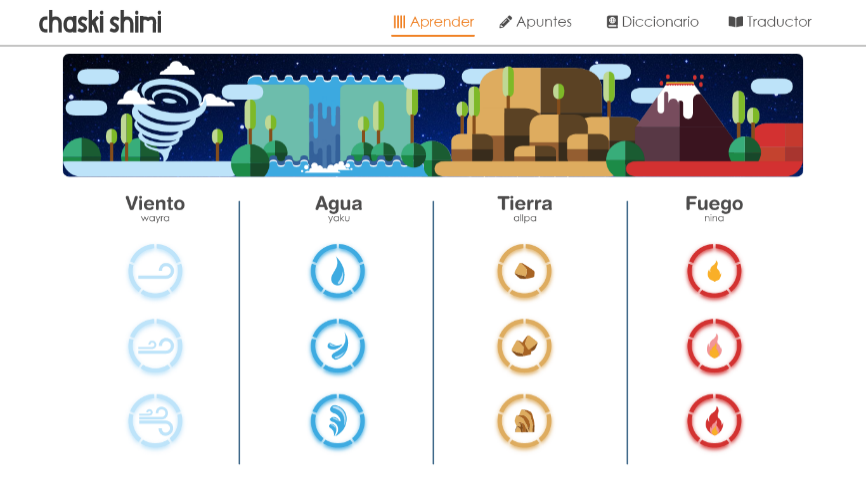 chaski shimi
Aprender
Apuntes
Diccionario
Traductor
Viento
wayra
Agua
yaku
Tierra
allpa
Fuego
nina